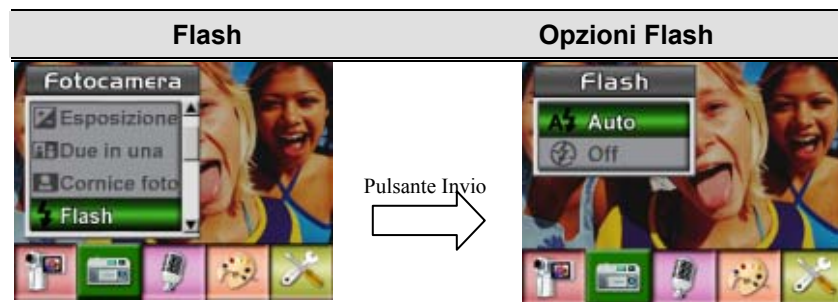 Flash
Opzioni Flash
Fotocamera
Esposizione
Due in una
Cornice foto
Flash
Pulsante Invio
Flash
A Auto
Off